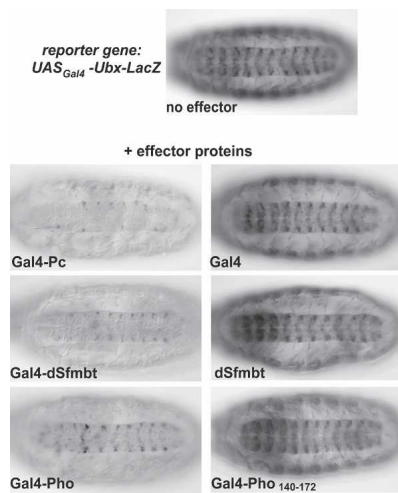 reporter gene:
UASGal4 -Ubx-LacZ
no effector
+ effector proteins
Gal4-Pc
Gal4
Gal4-dSfmbt
dSfmbt
Gal4-Pho
Gal4-Pho 140-172